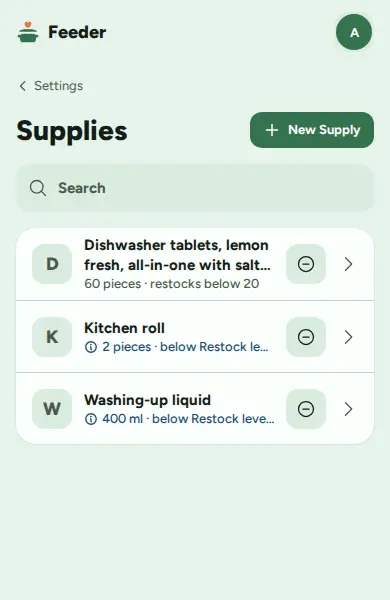 Feeder
A
Settings
Supplies
New Supply
Search
D
Dishwasher tablets, lemon
fresh, all-in-one with salt...
60 pieces · restocks below 20
K
Kitchen roll
2 pieces · below Restock le...
W
Washing-up liquid
400 ml · below Restock leve...